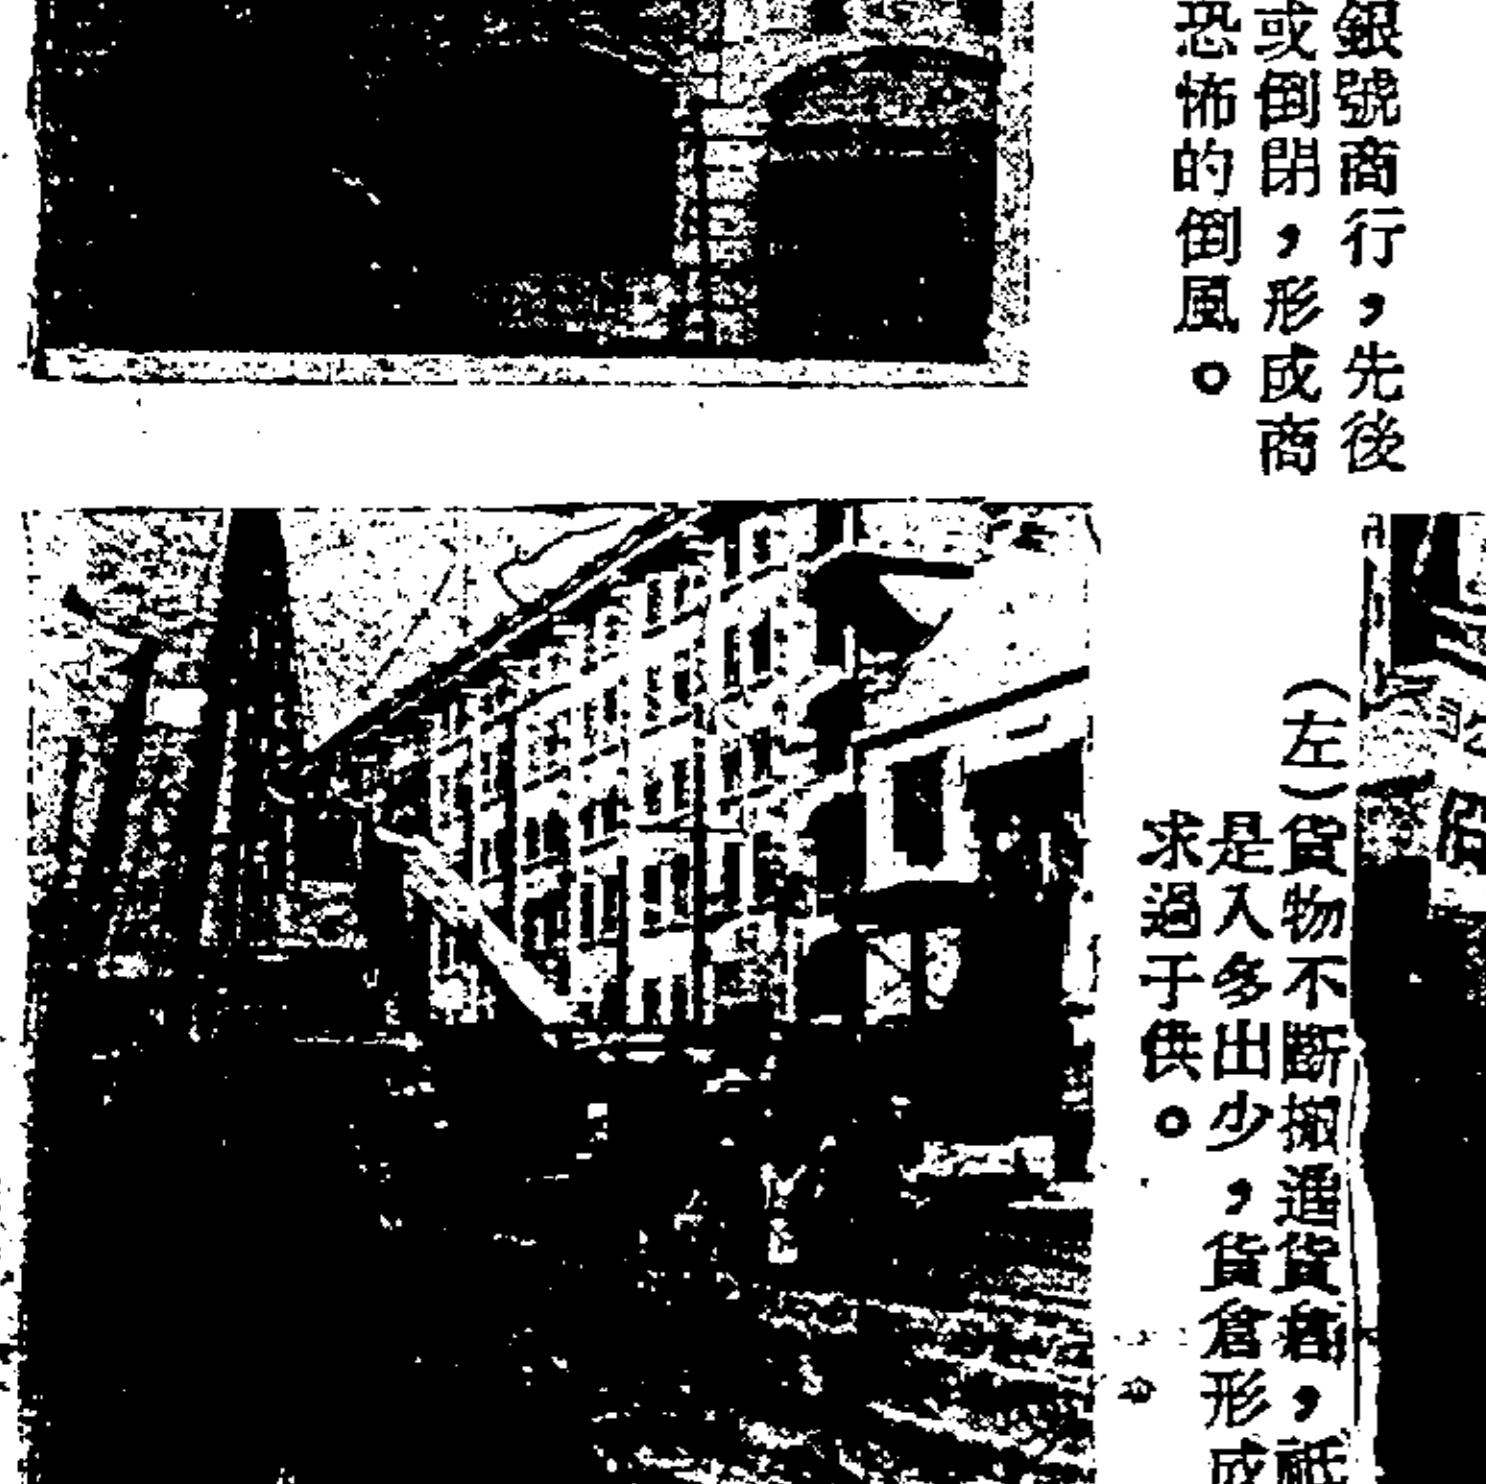 銀號商行，先後
或倒閉，形成商
恐怖的倒風。
(左)貨物不斷搬進貨倉，祇
是入多出少，貨倉形成
求過于供。